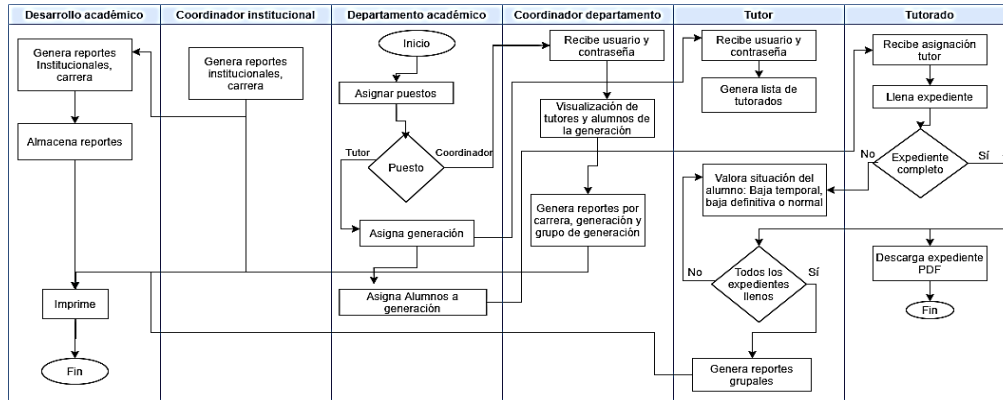 Desarrollo académico
Coordinador institucional
Departamento académico
Coordinador departamento
Tutor
Tutorado
Genera reportes
Institucionales,
carrera
Almacena reportes
Imprime
Fin
Genera reportes
institucionales,
carrera
Inicio
Asignar puestos
Puesto
Tutor
Coordinador
Asigna generación
Asigna Alumnos a
generación
Recibe usuario y
contraseña
Visualización de
tutores y alumnos de
la generación
Genera reportes por
carrera, generación y
grupo de generación
Recibe usuario y
contraseña
Genera lista de
tutorados
Valora situación del
alumno: Baja temporal,
baja definitiva o normal
No
Todos los
expedientes
llenos
Sí
Genera reportes
grupales
Recibe asignación
tutor
Llena expediente
No
Expediente
completo
Sí
Descarga expediente
PDF
Fin